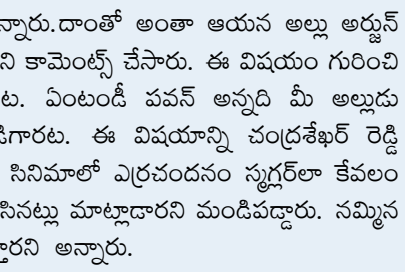 న్నారు.దాంతో అంతా ఆయన అల్లు అర్జున్
ని కామెంట్స్ చేసారు. ఈ విషయం గురించి
ట. ఏంటండీ పవన్ అన్నది మీ అల్లుడు
డిగారట. ఈ విషయాన్ని చంద్రశేఖర్ రెడ్డి
సినిమాలో ఎర్రచందనం స్మగ్లర్‌లా కేవలం
సినట్లు మాట్లాడారని మండిపడ్డారు. నమ్మిన
్తారని అన్నారు.